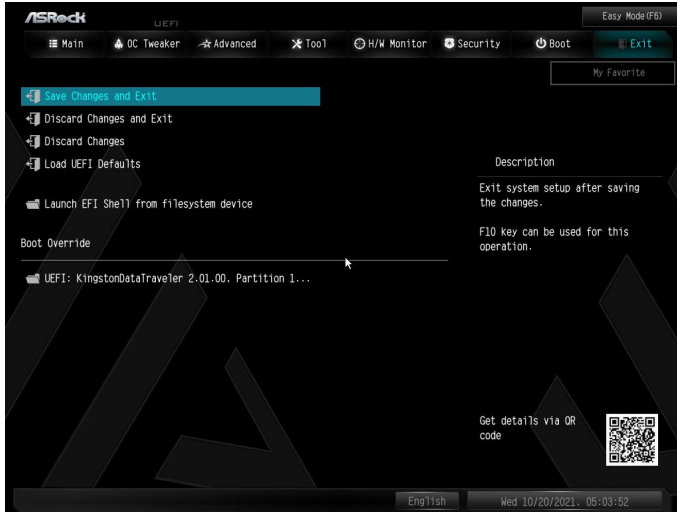 ASRock UEFI Easy Mode(F6)
Main OC Tweaker Advanced Tool H/W Monitor Security Boot Exit
My Favorite
Save Changes and Exit
Discard Changes and Exit
Discard Changes
Load UEFI Defaults
Launch EFI Shell from filesystem device
Boot Override
UEFI: KingstonDataTraveler 2.01.00, Partition 1...
Description
Exit system setup after saving
the changes.
F10 key can be used for this
operation.
Get details via QR
code
English Wed 10/20/2021, 05:03:52